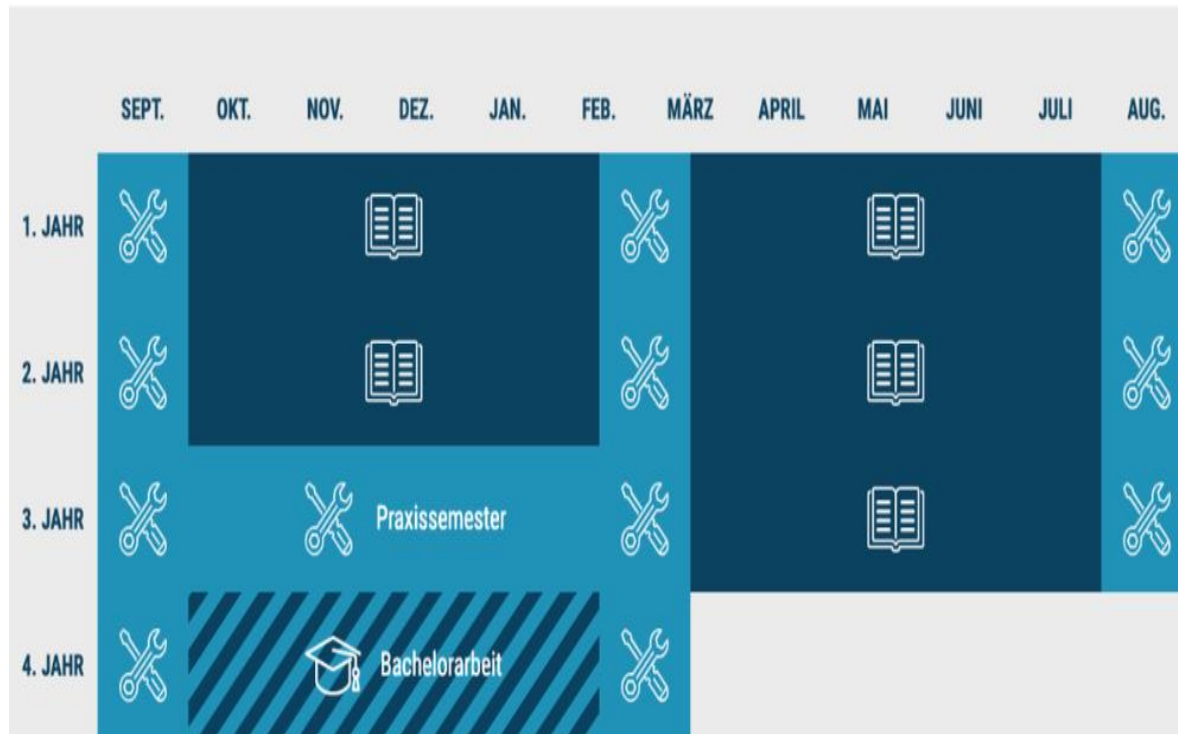 SEPT. OKT. NOV. DEZ. JAN. FEB. MÄRZ APRIL MAI JUNI JULI AUG.
1. JAHR
2. JAHR
3. JAHR Praxissemester
4. JAHR Bachelorarbeit